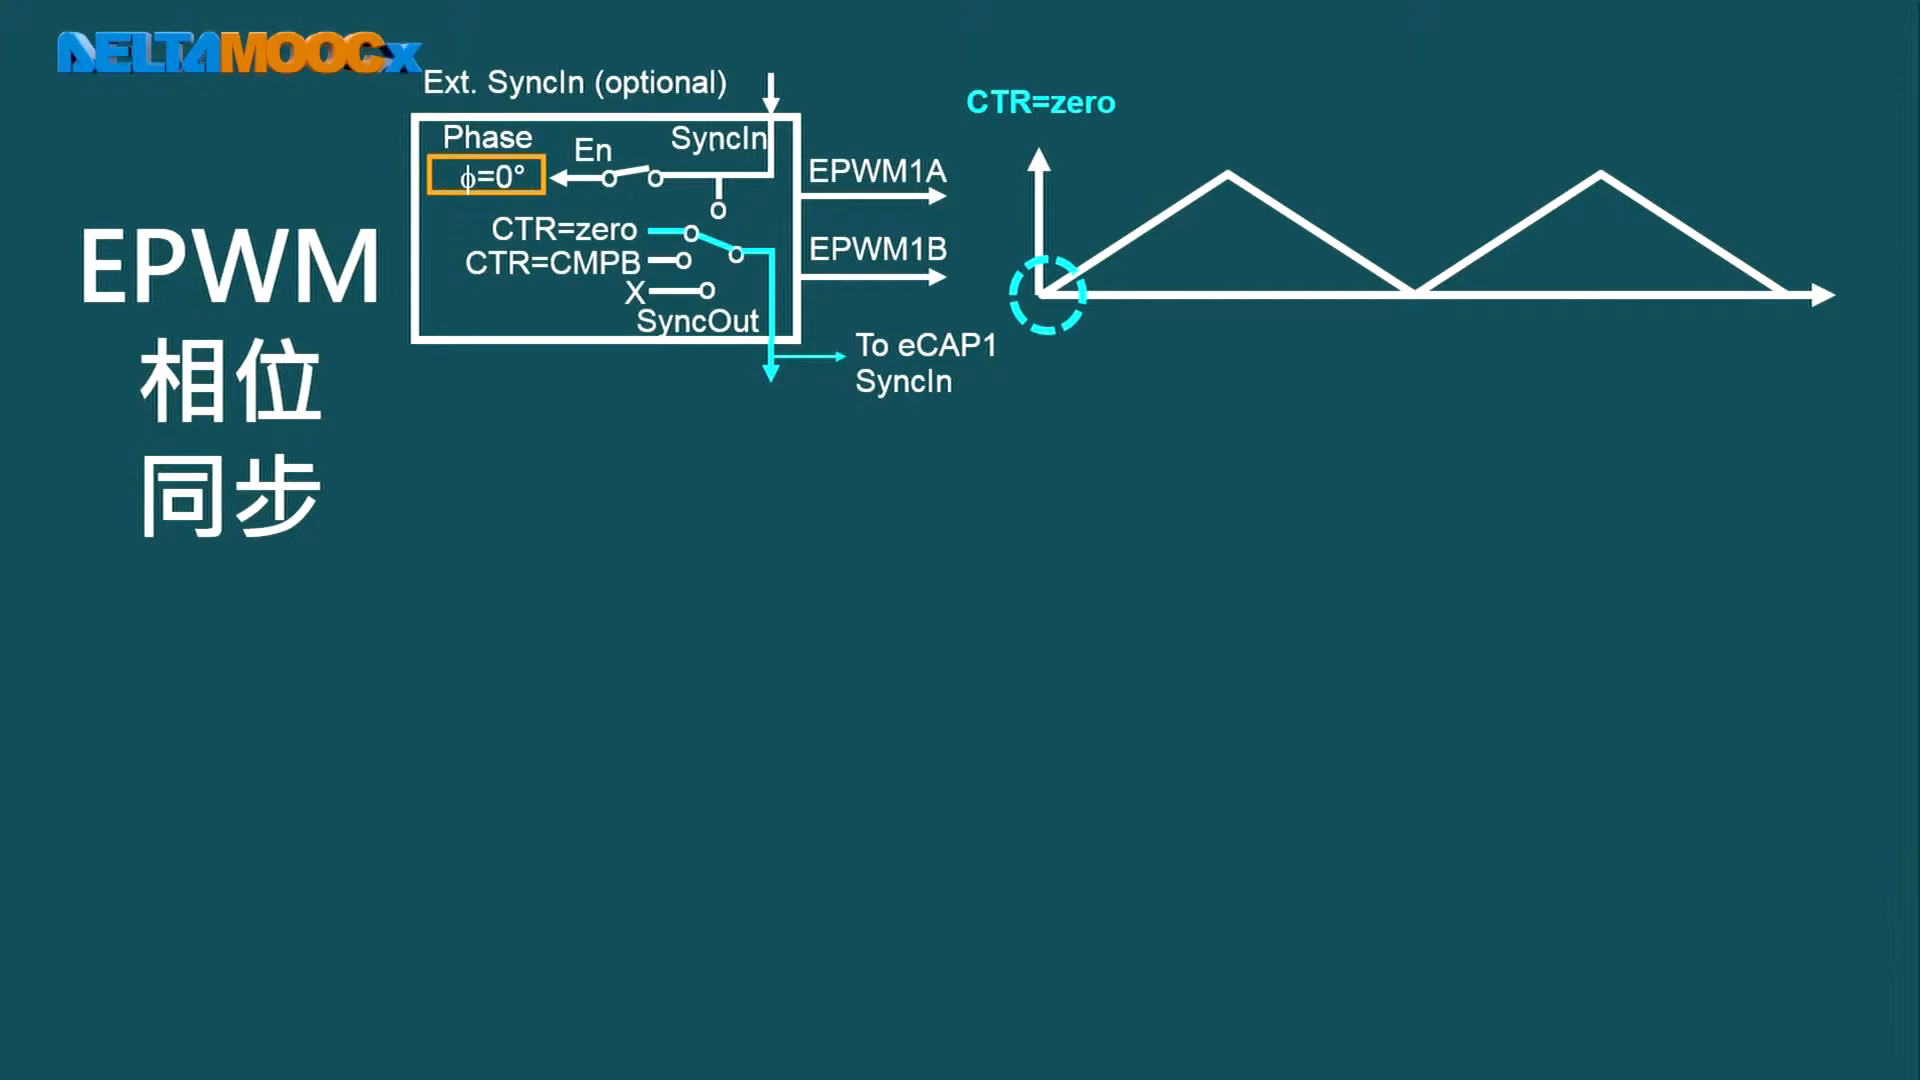 DELTAMOOCx
Ext. SyncIn (optional)
Phase
En
SyncIn
ϕ=0°
CTR=zero
CTR=CMPB
X
SyncOut
EPWM1A
EPWM1B
To eCAP1
SyncIn
CTR=zero
EPWM
相位
同步